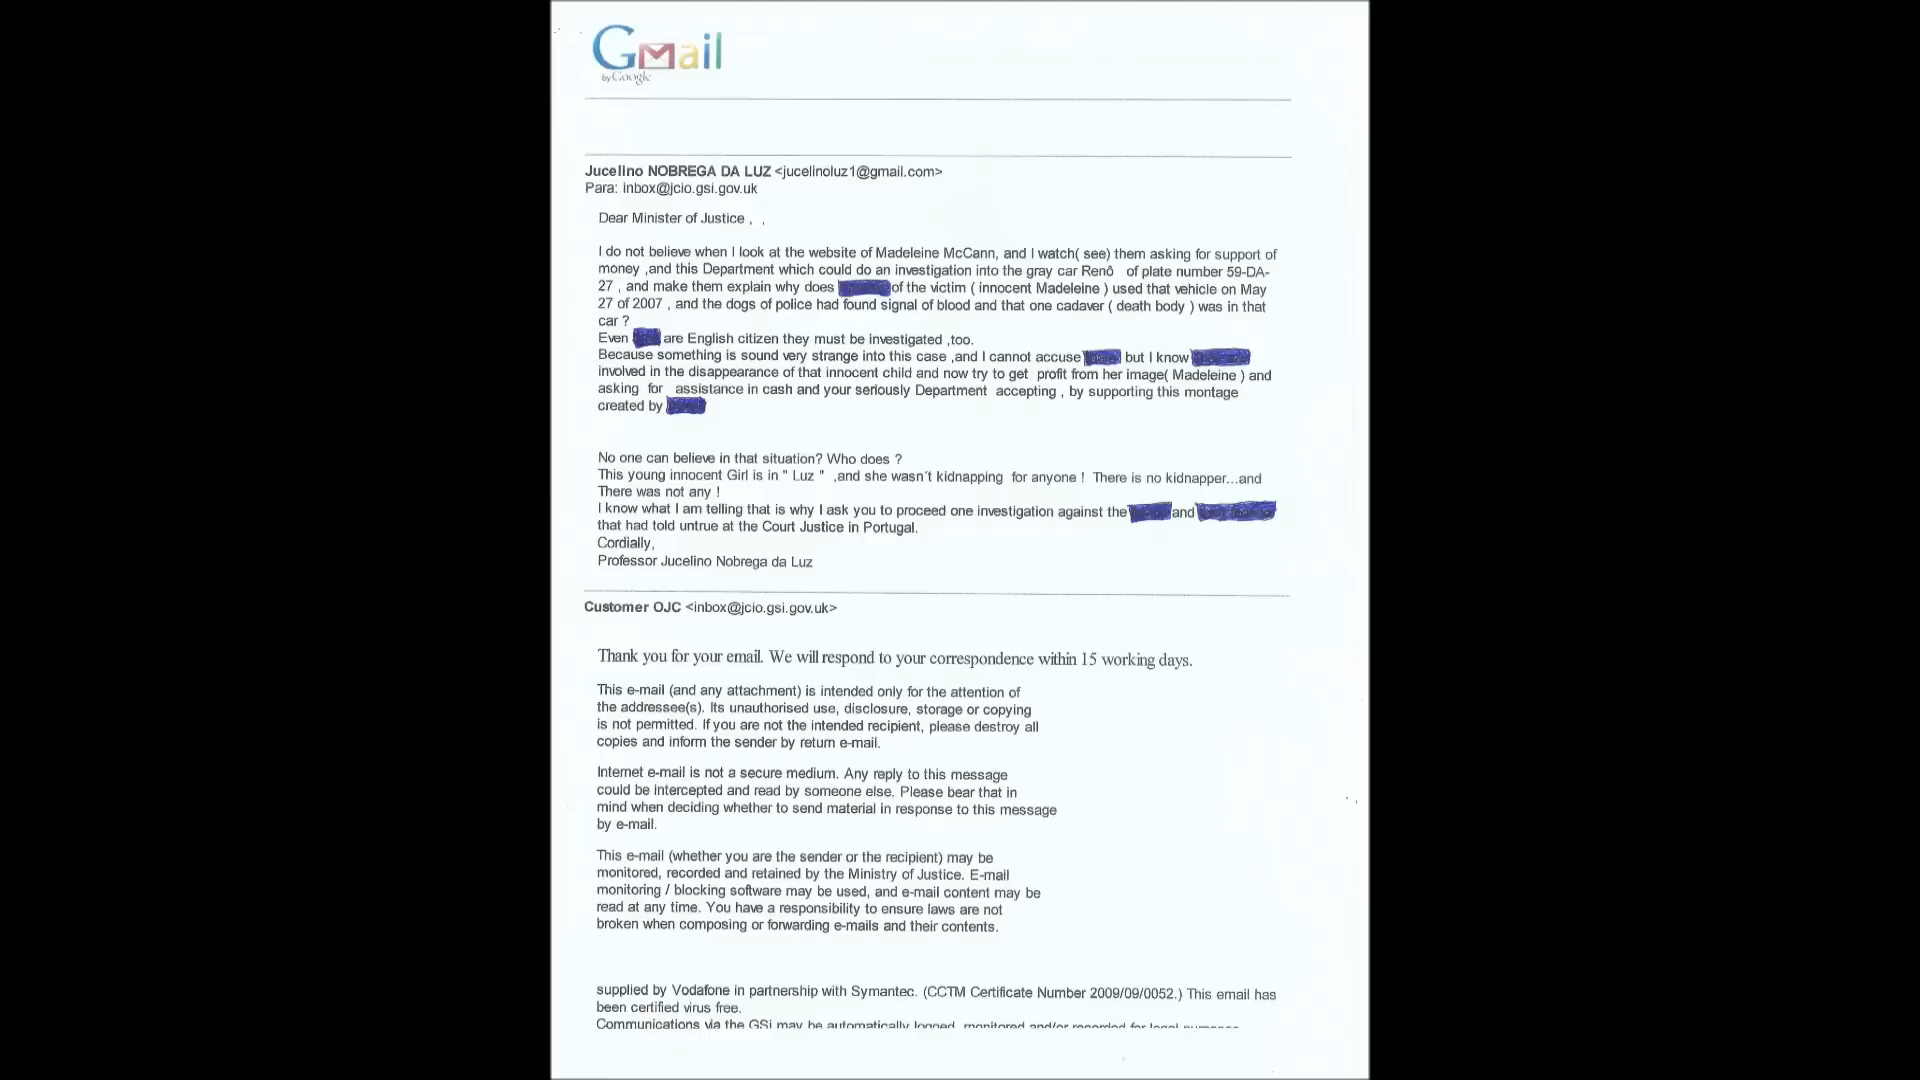 Gmail
by Google
Jucelino NOBREGA DA LUZ <jucelinoluz1@gmail.com>
Para: inbox@jcio.gsi.gov.uk
Dear Minister of Justice , ,
I do not believe when I look at the website of Madeleine McCann, and I watch( see) them asking for support of
money ,and this Department which could do an investigation into the gray car Renô of plate number 59-DA-
27 , and make them explain why does of the victim ( innocent Madeleine ) used that vehicle on May
27 of 2007 , and the dogs of police had found signal of blood and that one cadaver ( death body ) was in that
car ?
Even are English citizen they must be investigated ,too.
Because something is sound very strange into this case ,and I cannot accuse but I know
involved in the disappearance of that innocent child and now try to get profit from her image( Madeleine ) and
asking for assistance in cash and your seriously Department accepting , by supporting this montage
created by
No one can believe in that situation? Who does ?
This young innocent Girl is in " Luz " ,and she wasn´t kidnapping for anyone ! There is no kidnapper...and
There was not any !
I know what I am telling that is why I ask you to proceed one investigation against the and
that had told untrue at the Court Justice in Portugal.
Cordially,
Professor Jucelino Nobrega da Luz
Customer OJC <inbox@jcio.gsi.gov.uk>
Thank you for your email. We will respond to your correspondence within 15 working days.
This e-mail (and any attachment) is intended only for the attention of
the addressee(s). Its unauthorised use, disclosure, storage or copying
is not permitted. If you are not the intended recipient, please destroy all
copies and inform the sender by return e-mail.
Internet e-mail is not a secure medium. Any reply to this message
could be intercepted and read by someone else. Please bear that in
mind when deciding whether to send material in response to this message
by e-mail.
This e-mail (whether you are the sender or the recipient) may be
monitored, recorded and retained by the Ministry of Justice. E-mail
monitoring / blocking software may be used, and e-mail content may be
read at any time. You have a responsibility to ensure laws are not
broken when composing or forwarding e-mails and their contents.
supplied by Vodafone in partnership with Symantec. (CCTM Certificate Number 2009/09/0052.) This email has
been certified virus free.
Communications via the GSi may be automatically logged, monitored and/or recorded for legal purposes